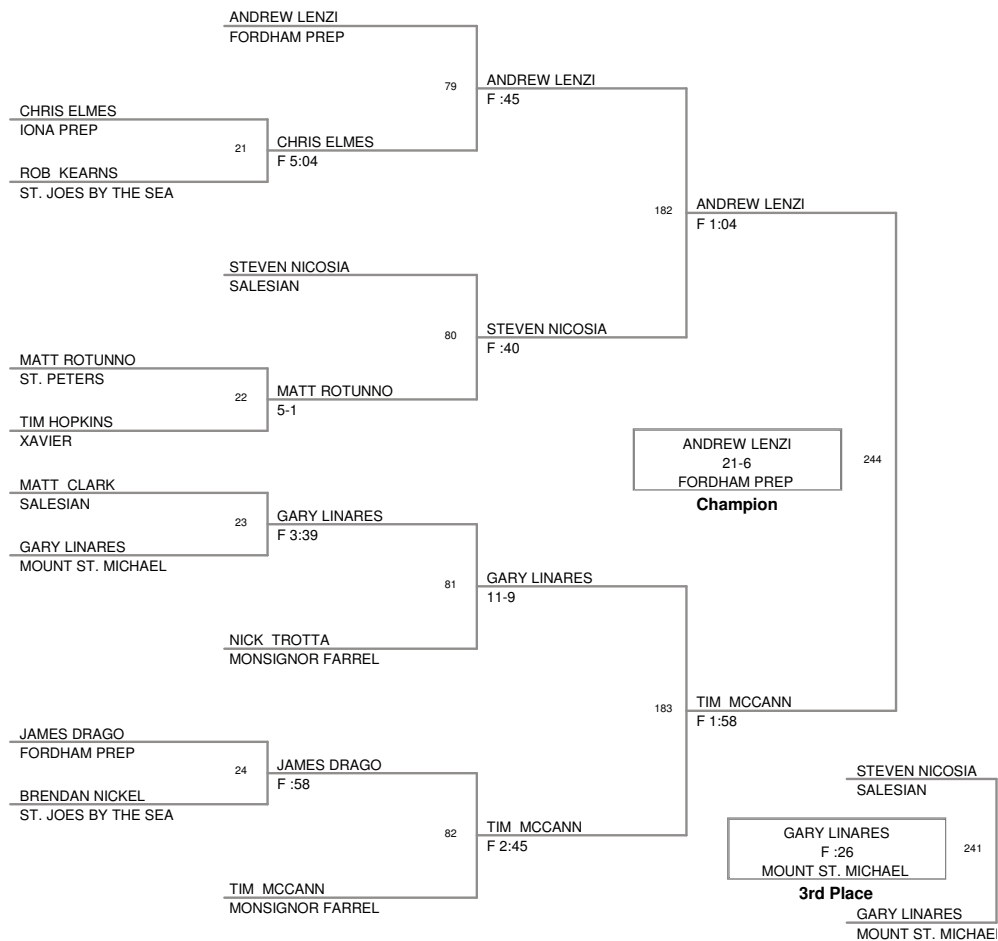 ANDREW LENZI
FORDHAM PREP
79
ANDREW LENZI
F :45
CHRIS ELMES
IONA PREP
21
CHRIS ELMES
F 5:04
ROB KEARNS
ST. JOES BY THE SEA
182
ANDREW LENZI
F 1:04
STEVEN NICOSIA
SALESIAN
80
STEVEN NICOSIA
F :40
MATT ROTUNNO
ST. PETERS
22
MATT ROTUNNO
5-1
TIM HOPKINS
XAVIER
ANDREW LENZI
21-6
FORDHAM PREP
Champion
244
MATT CLARK
SALESIAN
23
GARY LINARES
F 3:39
GARY LINARES
MOUNT ST. MICHAEL
81
GARY LINARES
11-9
NICK TROTTA
MONSIGNOR FARREL
183
TIM MCCANN
F 1:58
JAMES DRAGO
FORDHAM PREP
24
JAMES DRAGO
F :58
BRENDAN NICKEL
ST. JOES BY THE SEA
82
TIM MCCANN
F 2:45
TIM MCCANN
MONSIGNOR FARREL
STEVEN NICOSIA
SALESIAN
GARY LINARES
F :26
MOUNT ST. MICHAEL
3rd Place
241
GARY LINARES
MOUNT ST. MICHAEL